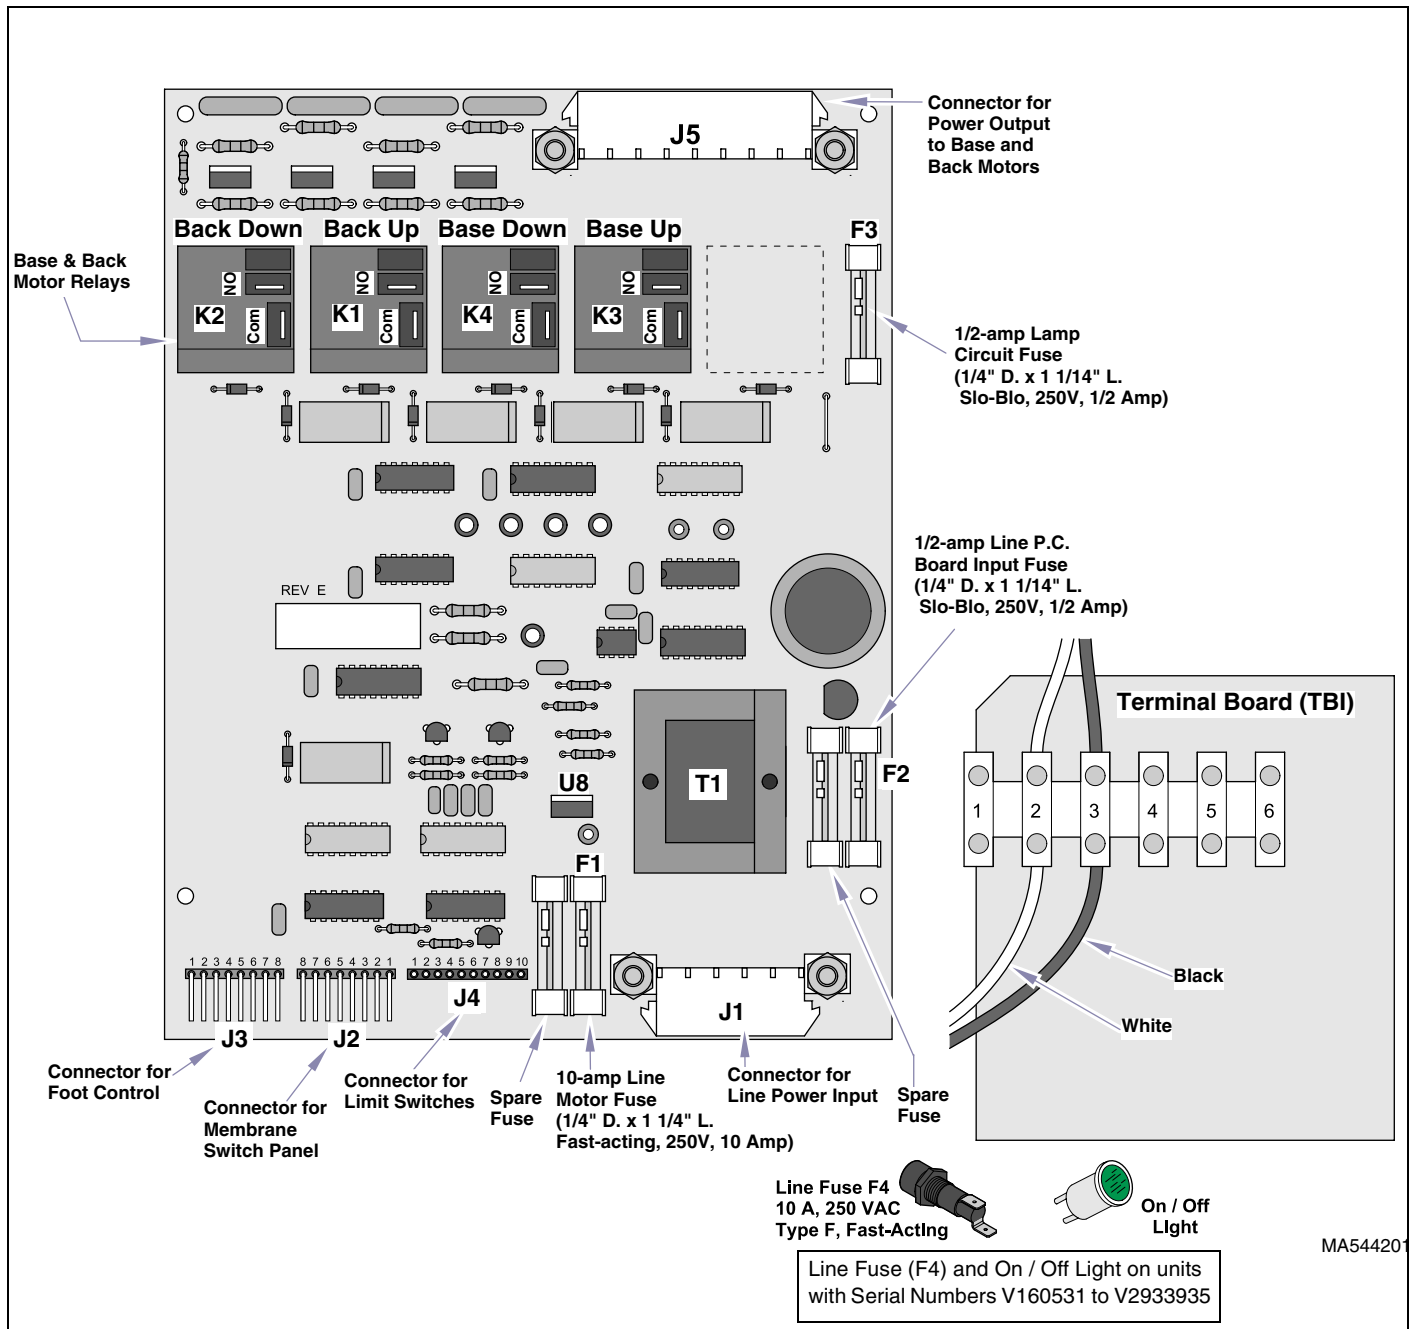 J5
Connector for
Power Output
to Base and
Back Motors
Back Down
Back Up
Base Down
Base Up
F3
Base & Back
Motor Relays
NO
K2
Com
NO
K1
Com
NO
K4
Com
NO
K3
Com
1/2-amp Lamp
Circuit Fuse
(1/4" D. x 1 1/14" L.
Slo-Blo, 250V, 1/2 Amp)
1/2-amp Line P.C.
Board Input Fuse
(1/4" D. x 1 1/14" L.
Slo-Blo, 250V, 1/2 Amp)
REV E
Terminal Board (TBI)
U8
T1
F2
1 2 3 4 5 6
F1
Black
White
1 2 3 4 5 6 7 8
8 7 6 5 4 3 2 1
1 2 3 4 5 6 7 8 9 10
J3
J2
J4
J1
Connector for
Foot Control
Connector for
Membrane
Switch Panel
Connector for
Limit Switches
Spare
Fuse
10-amp Line
Motor Fuse
(1/4" D. x 1 1/4" L.
Fast-acting, 250V, 10 Amp)
Connector for
Line Power Input
Spare
Fuse
Line Fuse F4
10 A, 250 VAC
Type F, Fast-ActIng
On / Off
LIght
MA544201
Line Fuse (F4) and On / Off Light on units
with Serial Numbers V160531 to V2933935